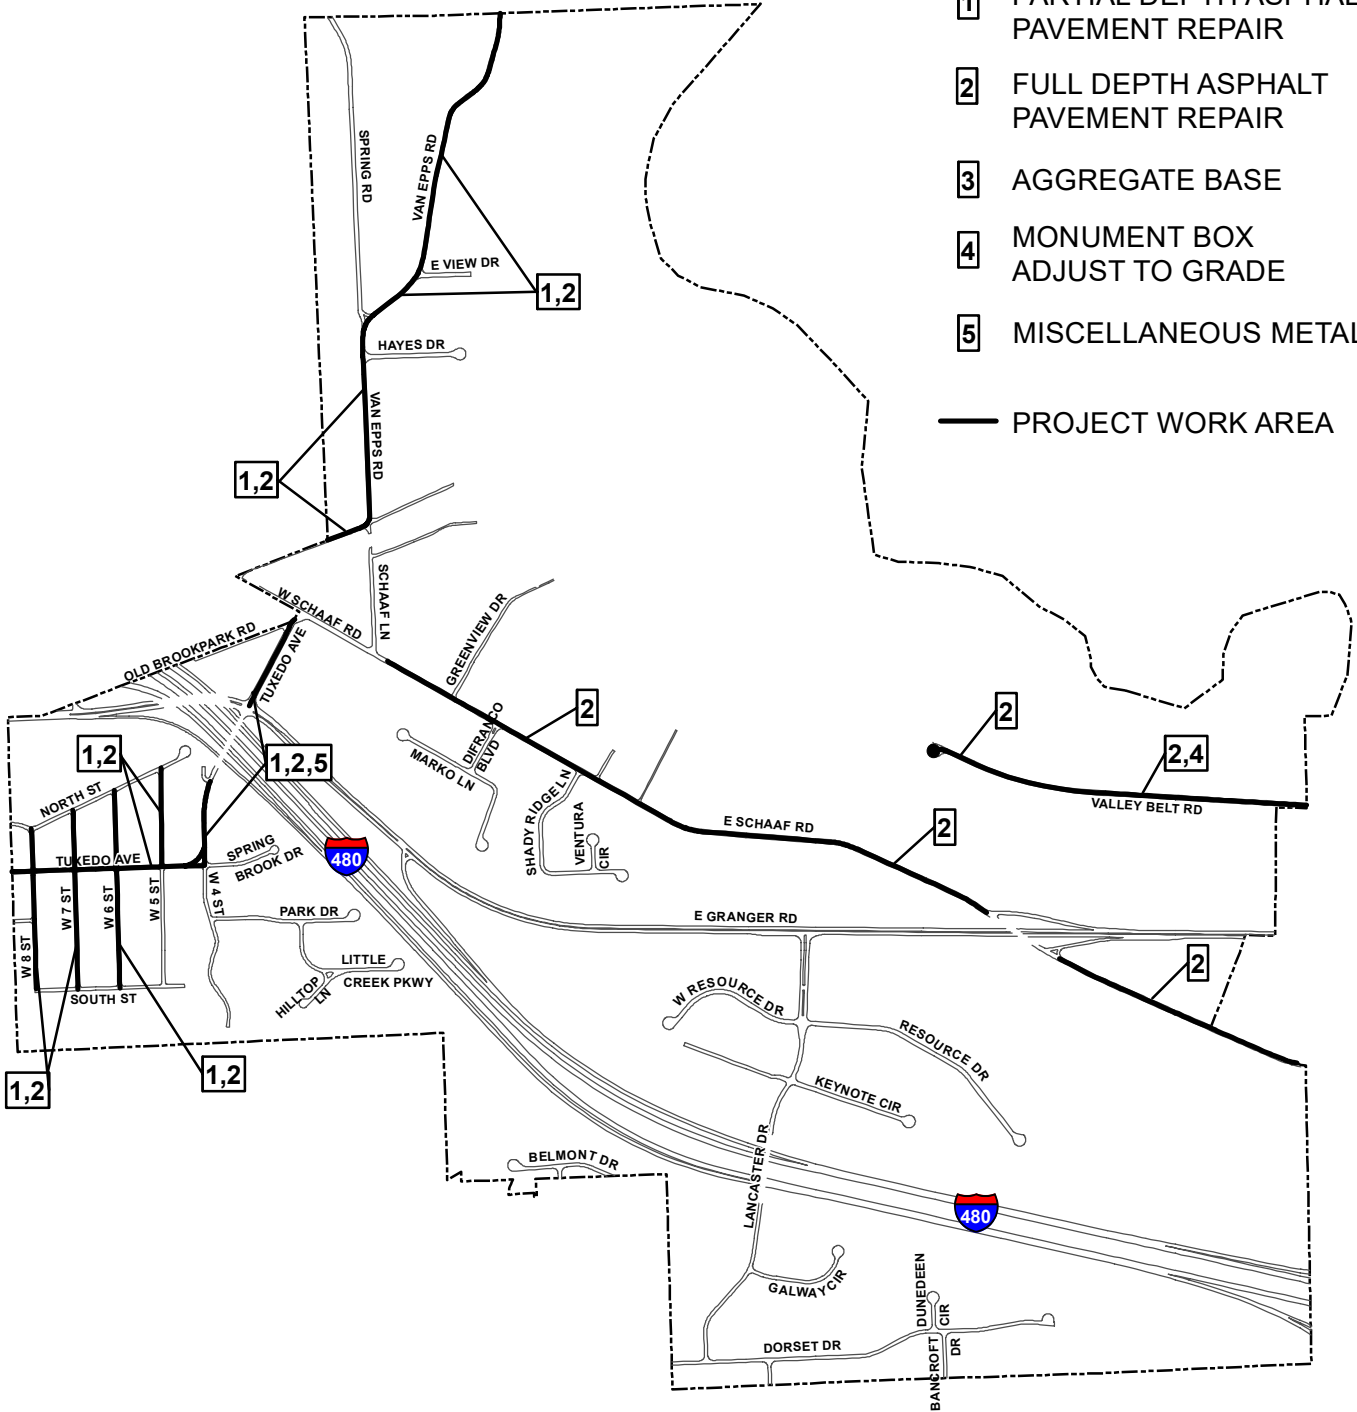 1
PARTIAL DEPTH ASPHAL
PAVEMENT REPAIR
2
FULL DEPTH ASPHALT
PAVEMENT REPAIR
3
AGGREGATE BASE
4
MONUMENT BOX
ADJUST TO GRADE
5
MISCELLANEOUS METAL
PROJECT WORK AREA
SPRING RD
VAN EPPS RD
E VIEW DR
1,2
HAYES DR
VAN EPPS RD
1,2
W SCHAAF RD
SCHAAF LN
GREENVIEW DR
OLD BROOKPARK RD
TUXEDO AVE
2
DIFRANCO
BLVD
MARKO LN
2
2,4
VALLEY BELT RD
1,2
1,2,5
NORTH ST
SHADY RIDGE LN
VENTURA
CIR
E SCHAAF RD
2
TUXEDO AVE
SPRING
BROOK DR
480
W 8 ST
W 7 ST
W 6 ST
W 5 ST
W 4 ST
PARK DR
E GRANGER RD
LITTLE
CREEK PKWY
HILLTOP
LN
SOUTH ST
2
W RESOURCE DR
RESOURCE DR
1,2
1,2
KEYNOTE CIR
BELMONT DR
LANCASTER DR
480
GALWAY CIR
DUNEDEEN
CIR
DORSET DR
BANCROFT
DR